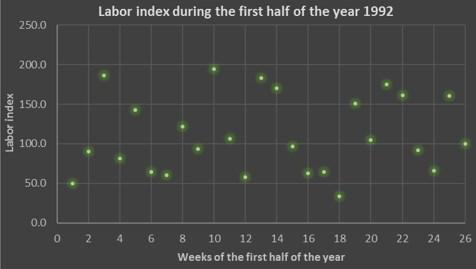 Labor index during the first half of the year 1992
250.0
200.0
150.0
100.0
50.0
0.0
Labor index
0 2 4 6 8 10 12 14 16 18 20 22 24 26
Weeks of the first half of the year